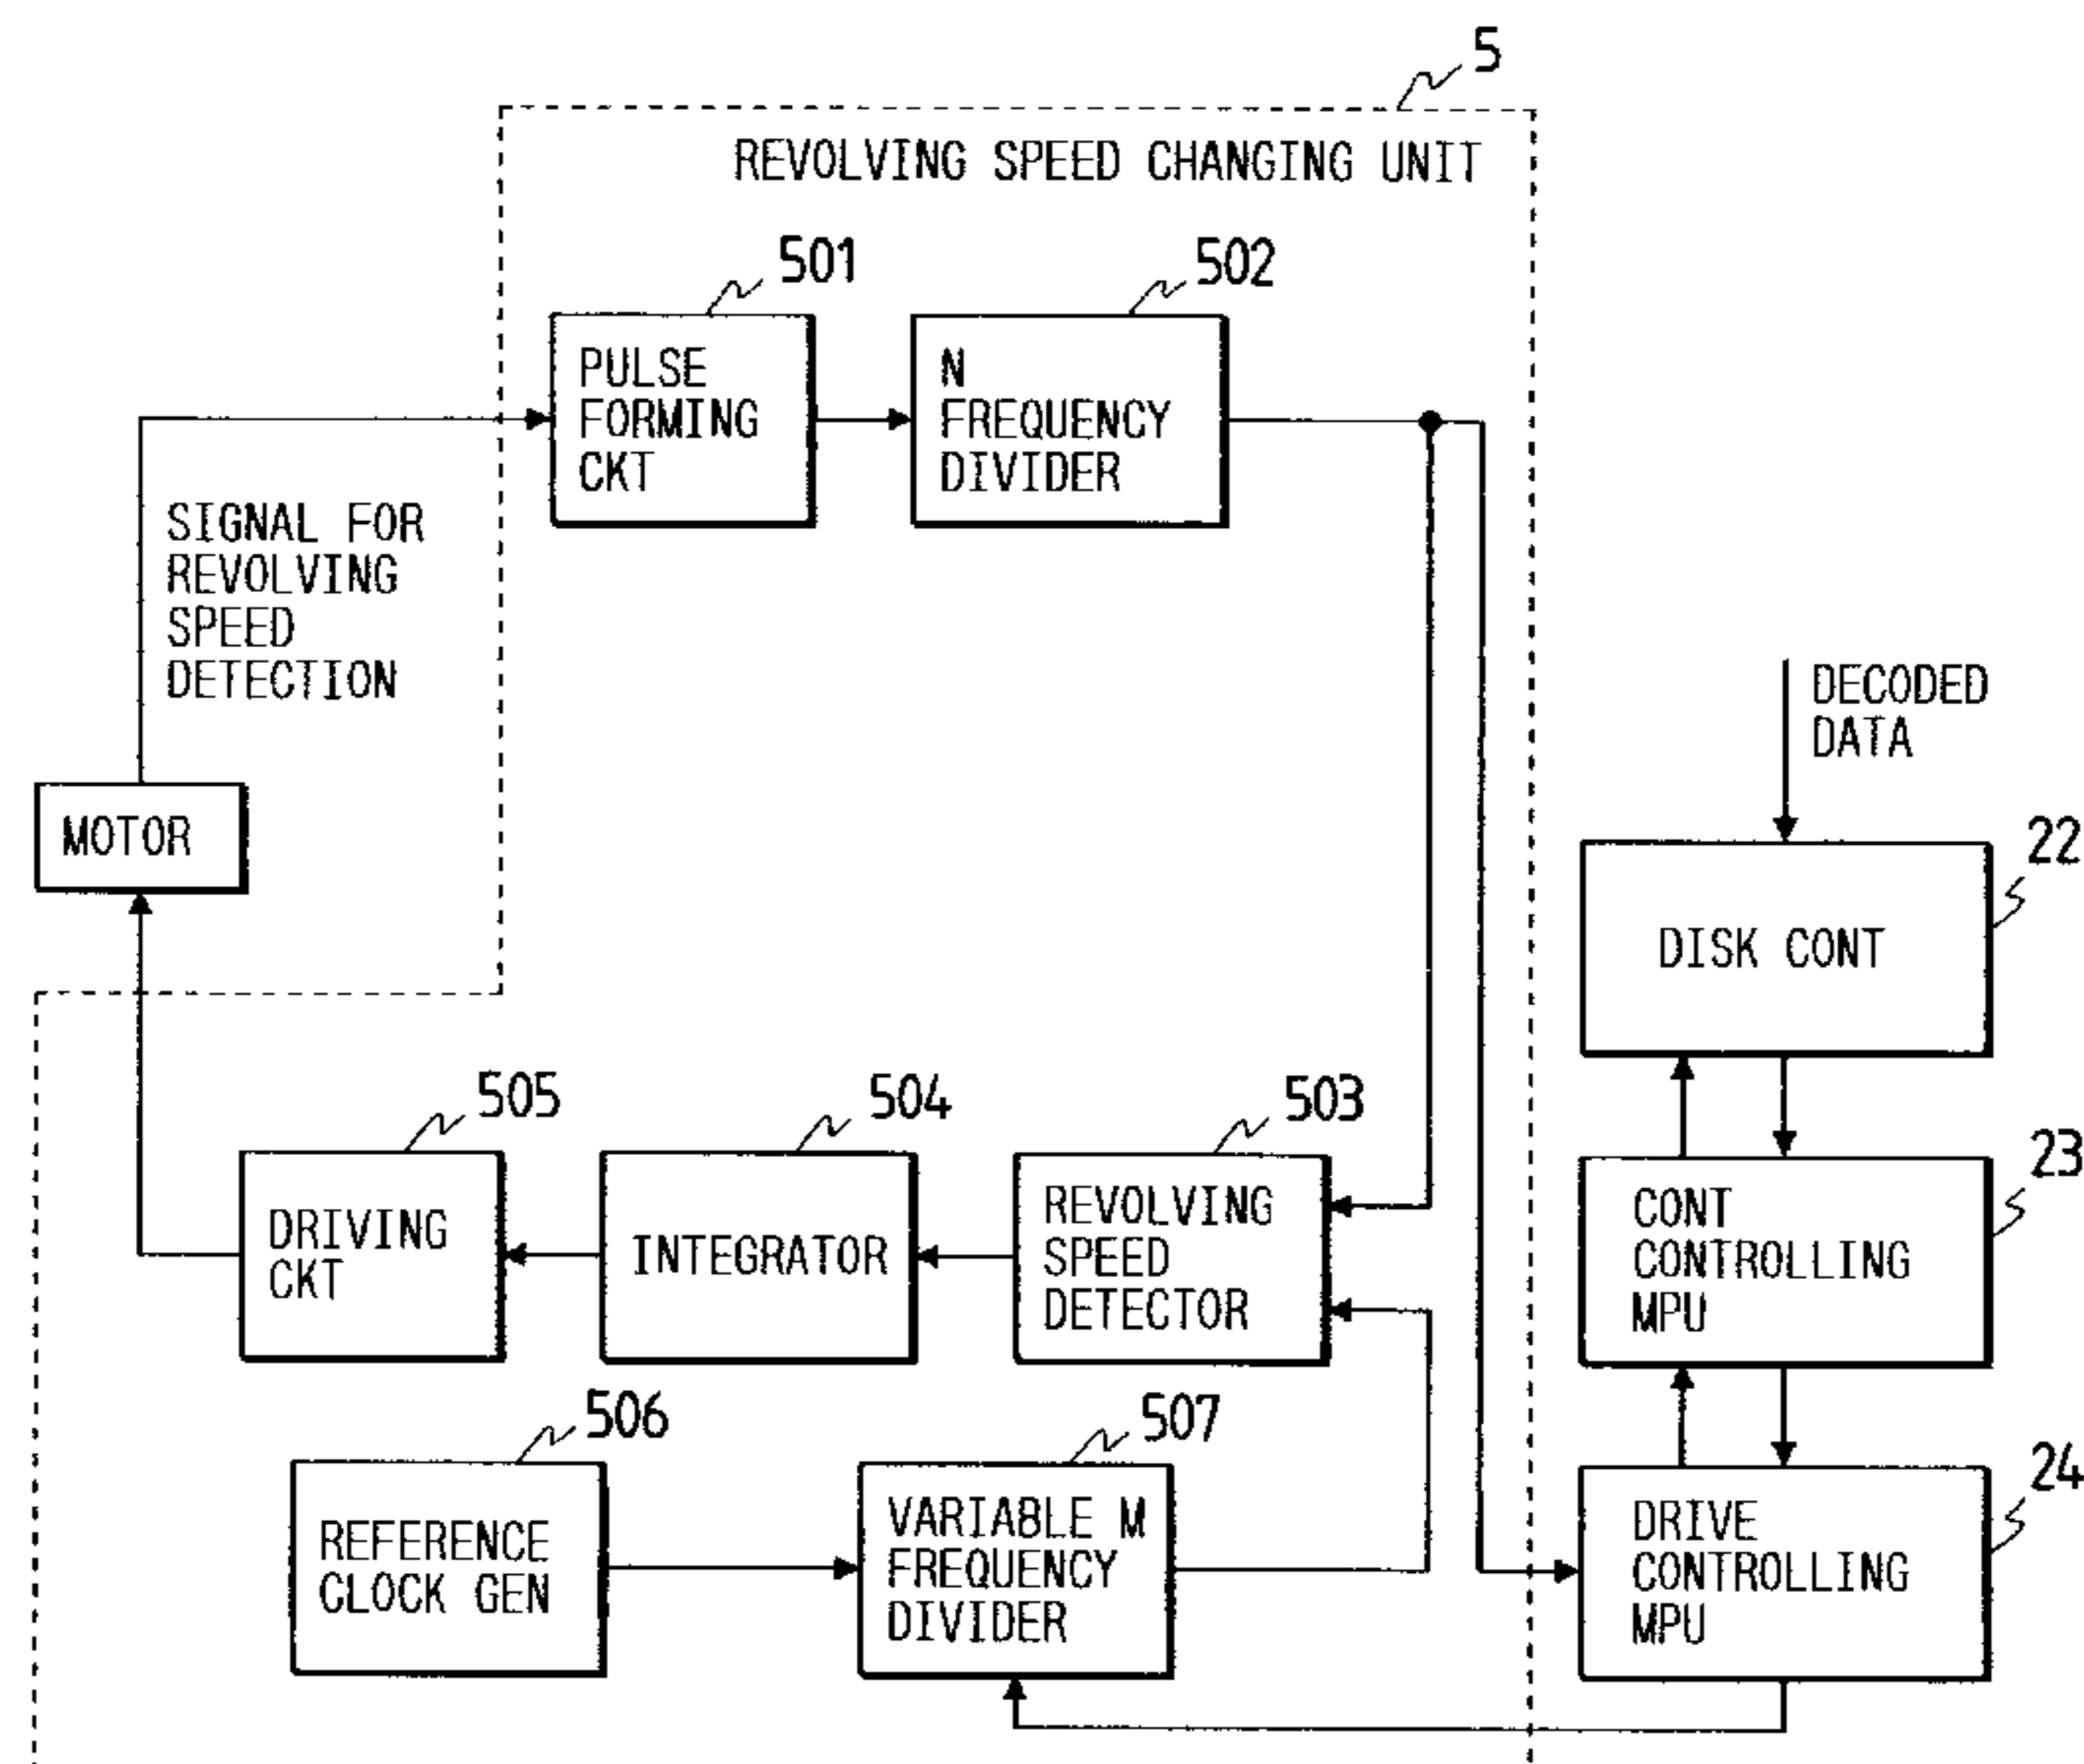 5
REVOLVING SPEED CHANGING UNIT
501
502
PULSE
FORMING
CKT
N
FREQUENCY
DIVIDER
SIGNAL FOR
REVOLVING
SPEED
DETECTION
DECODED
DATA
MOTOR
22
DISK CONT
505
504
503
23
DRIVING
CKT
INTEGRATOR
REVOLVING
SPEED
DETECTOR
CONT
CONTROLLING
MPU
506
507
24
REFERENCE
CLOCK GEN
VARIABLE M
FREQUENCY
DIVIDER
DRIVE
CONTROLLING
MPU